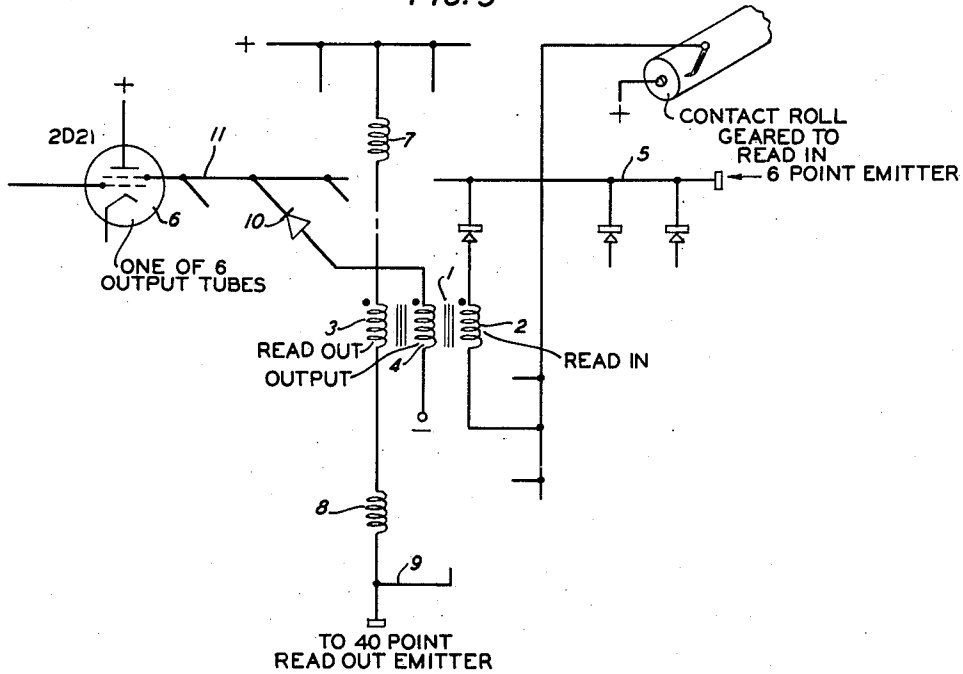 FIG. 3
+
+
2D21
11
10
6
ONE OF 6
OUTPUT TUBES
7
CONTACT ROLL
GEARED TO
READ IN
6 POINT EMITTER
+
5
1
3
READ OUT
OUTPUT
4
2
READ IN
8
9
TO 40 POINT
READ OUT EMITTER